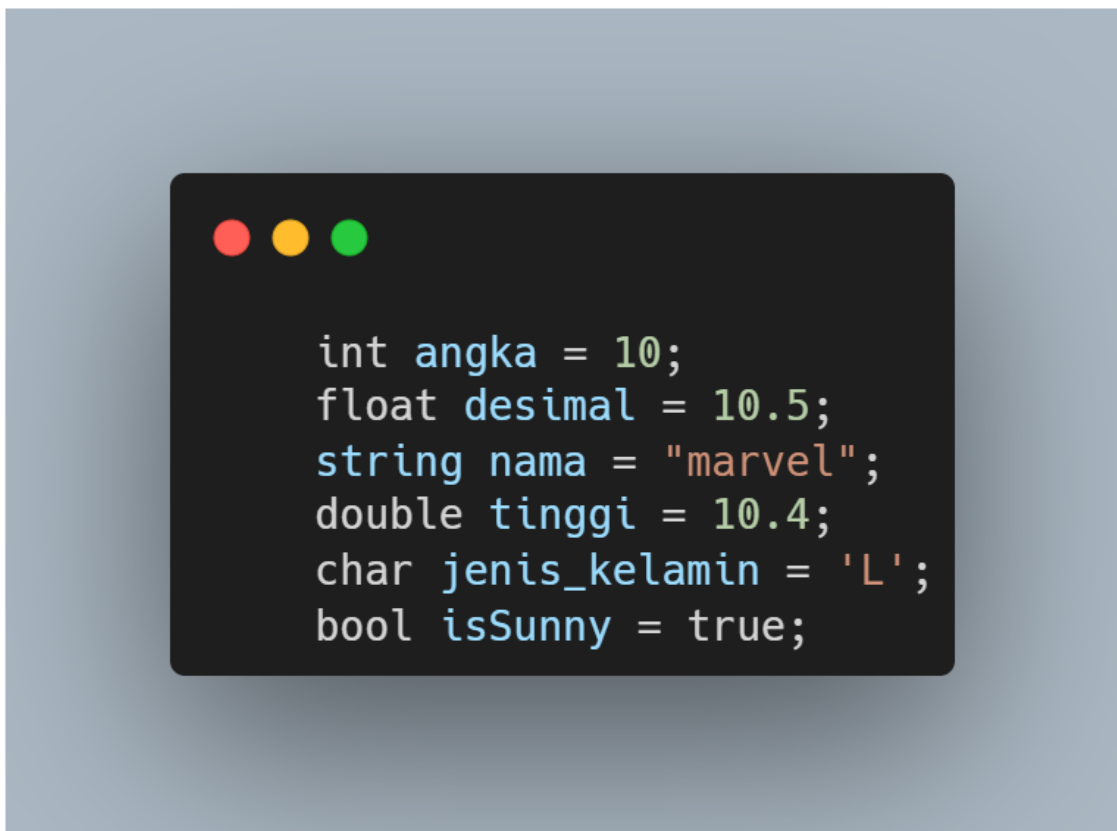 int angka = 10;
float desimal = 10.5;
string nama = "marvel";
double tinggi = 10.4;
char jenis_kelamin = 'L';
bool isSunny = true;